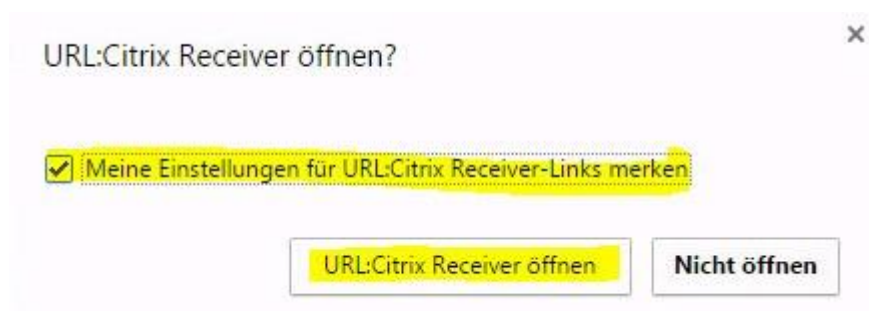 URL:Citrix Receiver öffnen?
Meine Einstellungen für URL:Citrix Receiver-Links merken
URL:Citrix Receiver öffnen
Nicht öffnen